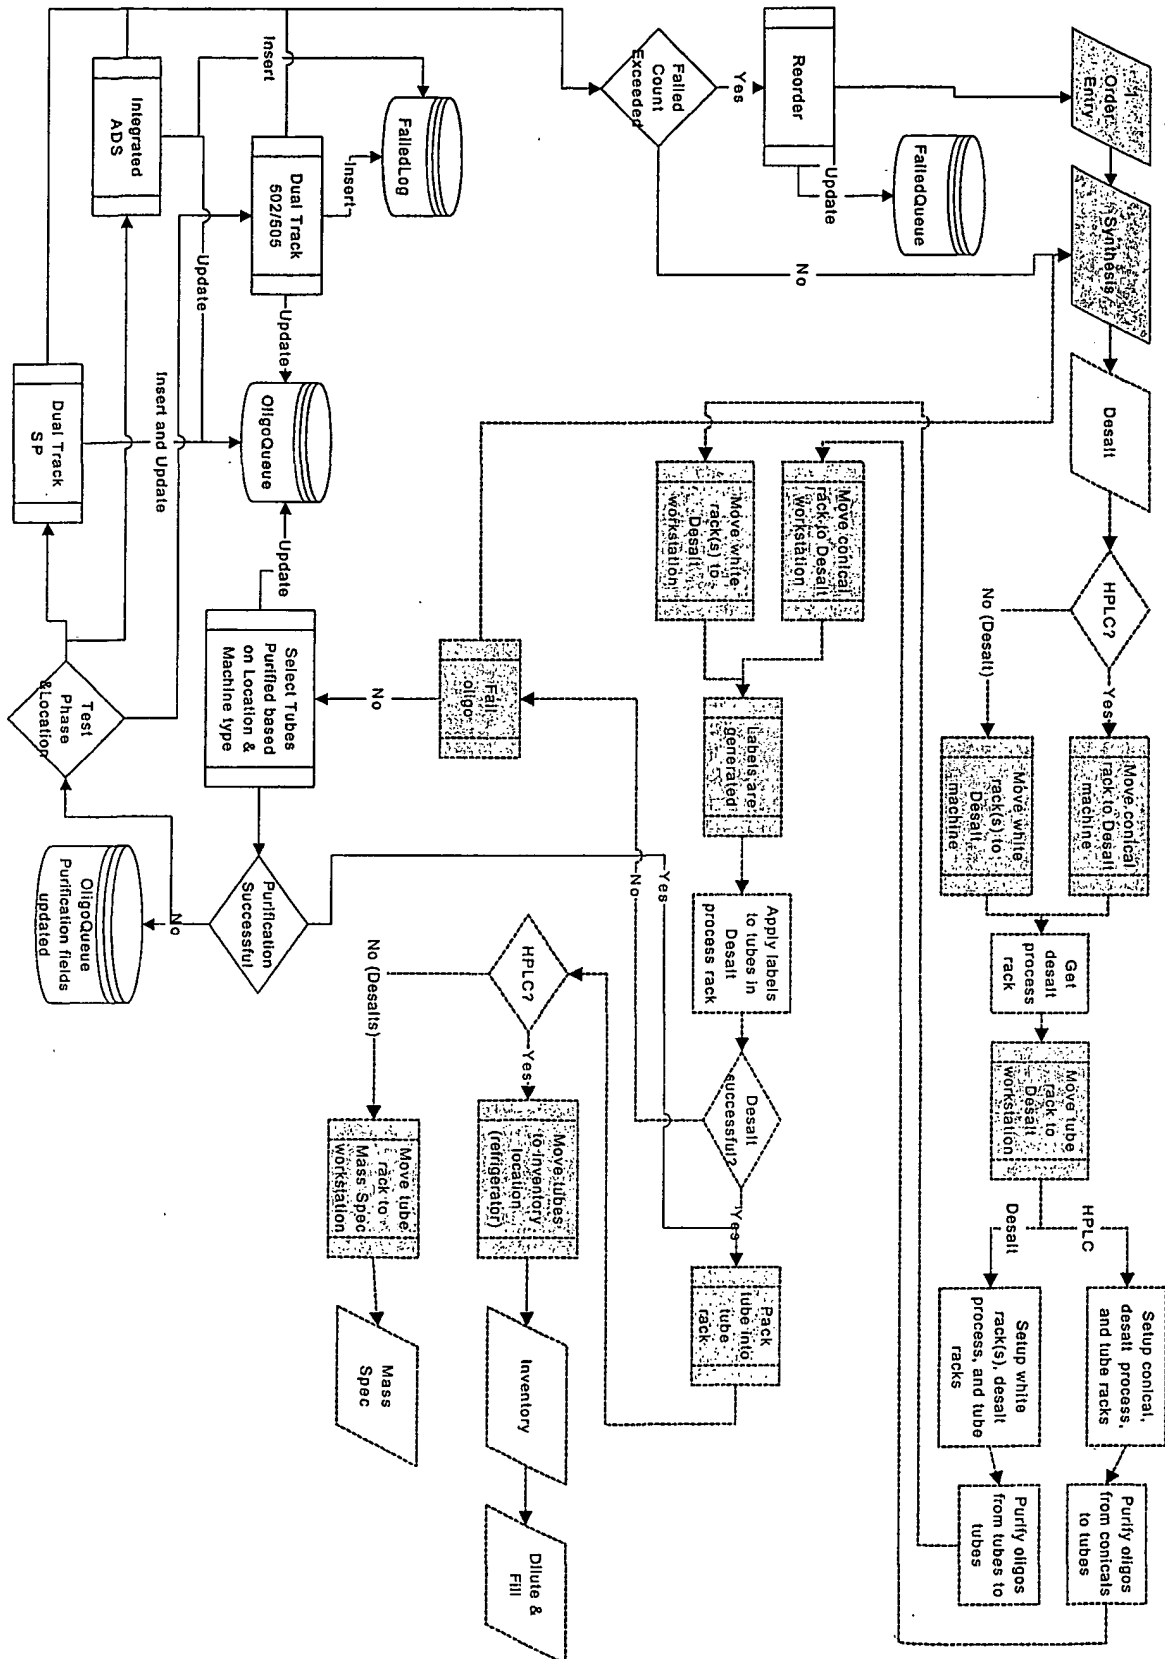 1
Order
Entry
Synthesis
Desalt
HPLC?
Yes
No (Desalt)
Move conical
rack to Desalt
machine
Move white
rack(s) to
Desalt
machine
Get
desalt
process
rack
Move tube
rack to
Desalt
workstation
HPLC
Desalt
Setup conical,
desalt process,
and tube racks
Setup white
rack(s), desalt
process, and tube
racks
Purify oligos
from conicals
to tubes
Purify oligos
from tubes to
tubes
Reorder
Update
FailedQueue
Yes
Failed
Count
Exceeded
No
Move conical
rack to Desalt
workstation
Move white
rack(s) to
Desalt
workstation
Labels are
generated
Apply labels
to tubes in
Desalt
process rack
Desalt
successful?
Yes
No
Pack
tube into
tube
rack
Fail
oligo
No
HPLC?
Yes
No (Desalts)
Move tubes
to inventory
location
(refrigerator)
Inventory
Dilute &
Fill
Move tube
rack to
Mass Spec
workstation
Mass
Spec
FailedLog
Insert
Insert
Dual Track
502/505
Update
OligoQueue
Update
Select Tubes
Purified based
on Location &
Machine type
Purification
Successful
Yes
No
OligoQueue
Purification fields
updated
Integrated
ADS
Update
Insert and Update
Dual Track
SP
Test
Phase
&Location